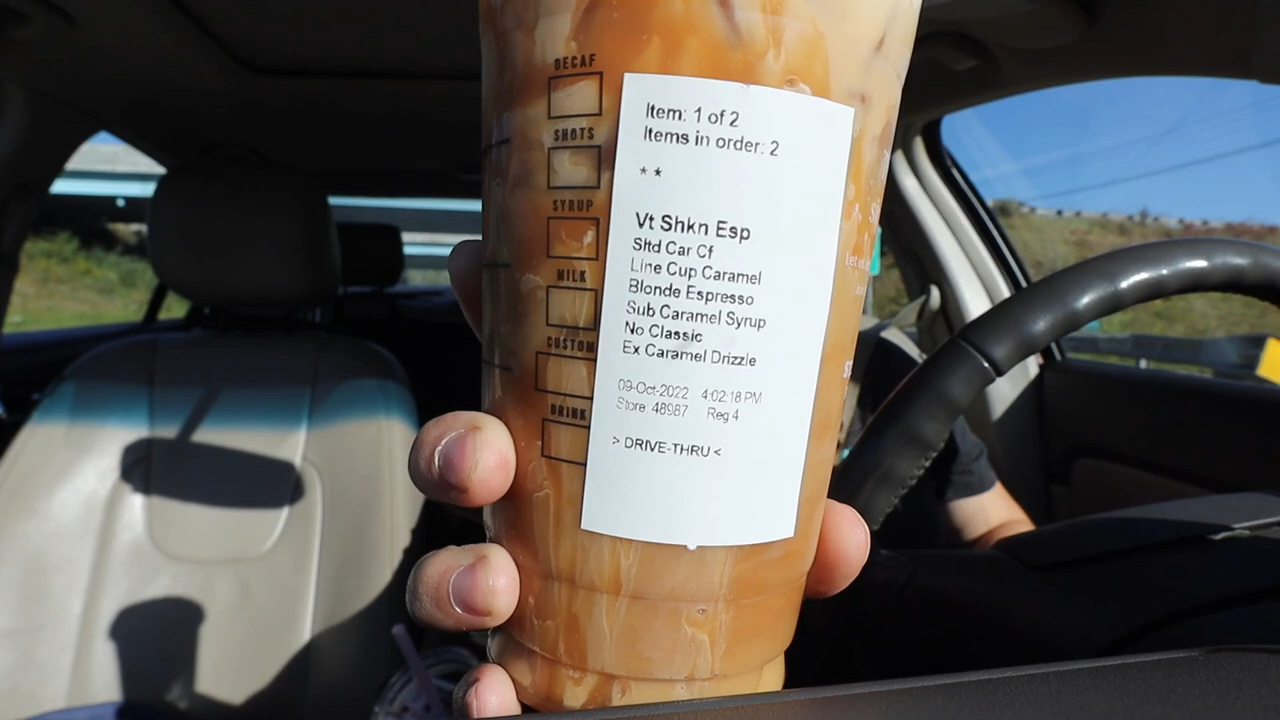 DECAF
SHOTS
SYRUP
MILK
CUSTOM
DRINK
Item: 1 of 2
Items in order: 2
**
Vt Shkn Esp
Sltd Car Cf
Line Cup Caramel
Blonde Espresso
Sub Caramel Syrup
No Classic
Ex Caramel Drizzle
09-Oct-2022 4:02:18 PM
Store: 48987 Reg 4
> DRIVE-THRU <